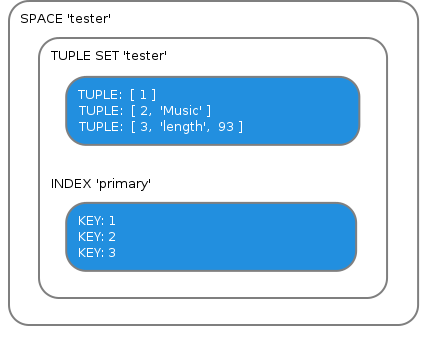 SPACE 'tester'
TUPLE SET 'tester'
TUPLE: [ 1 ]
TUPLE: [ 2, 'Music' ]
TUPLE: [ 3, 'length', 93 ]
INDEX 'primary'
KEY: 1
KEY: 2
KEY: 3